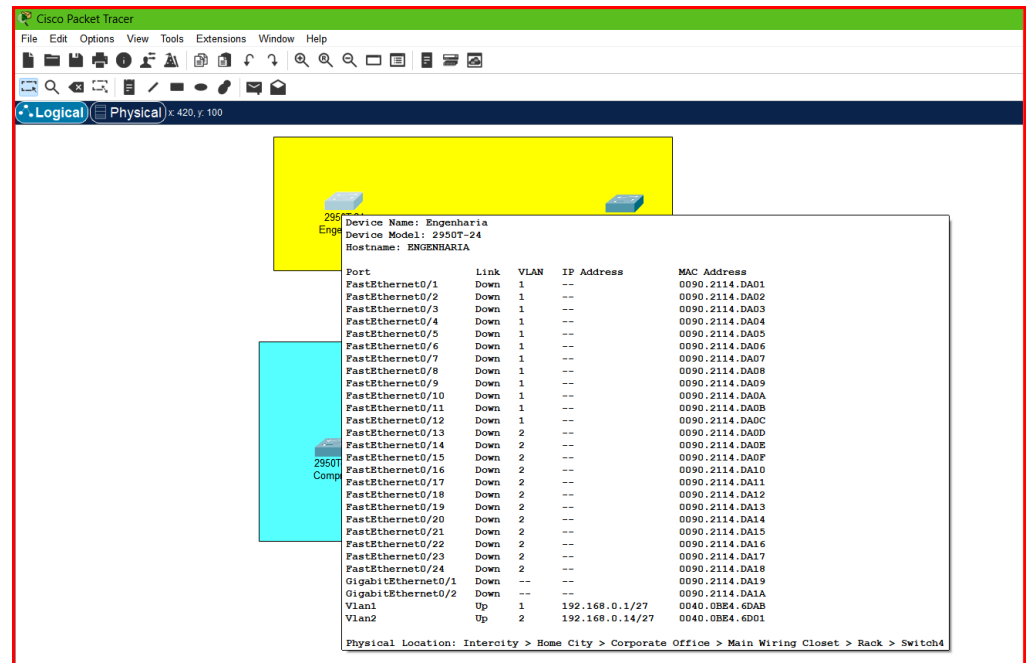 Cisco Packet Tracer
File Edit Options View Tools Extensions Window Help
Logical Physical x: 420, y: 100
Device Name: Engenharia
Device Model: 2950T-24
Hostname: ENGENHARIA
Port Link VLAN IP Address MAC Address
FastEthernet0/1 Down 1 -- 0090.2114.DA01
FastEthernet0/2 Down 1 -- 0090.2114.DA02
FastEthernet0/3 Down 1 -- 0090.2114.DA03
FastEthernet0/4 Down 1 -- 0090.2114.DA04
FastEthernet0/5 Down 1 -- 0090.2114.DA05
FastEthernet0/6 Down 1 -- 0090.2114.DA06
FastEthernet0/7 Down 1 -- 0090.2114.DA07
FastEthernet0/8 Down 1 -- 0090.2114.DA08
FastEthernet0/9 Down 1 -- 0090.2114.DA09
FastEthernet0/10 Down 1 -- 0090.2114.DA0A
FastEthernet0/11 Down 1 -- 0090.2114.DA0B
FastEthernet0/12 Down 1 -- 0090.2114.DA0C
FastEthernet0/13 Down 2 -- 0090.2114.DA0D
FastEthernet0/14 Down 2 -- 0090.2114.DA0E
FastEthernet0/15 Down 2 -- 0090.2114.DA0F
FastEthernet0/16 Down 2 -- 0090.2114.DA10
FastEthernet0/17 Down 2 -- 0090.2114.DA11
FastEthernet0/18 Down 2 -- 0090.2114.DA12
FastEthernet0/19 Down 2 -- 0090.2114.DA13
FastEthernet0/20 Down 2 -- 0090.2114.DA14
FastEthernet0/21 Down 2 -- 0090.2114.DA15
FastEthernet0/22 Down 2 -- 0090.2114.DA16
FastEthernet0/23 Down 2 -- 0090.2114.DA17
FastEthernet0/24 Down 2 -- 0090.2114.DA18
GigabitEthernet0/1 Down -- -- 0090.2114.DA19
GigabitEthernet0/2 Down -- -- 0090.2114.DA1A
Vlan1 Up 1 192.168.0.1/27 0040.0BE4.6DAB
Vlan2 Up 2 192.168.0.14/27 0040.0BE4.6D01
Physical Location: Intercity > Home City > Corporate Office > Main Wiring Closet > Rack > Switch4